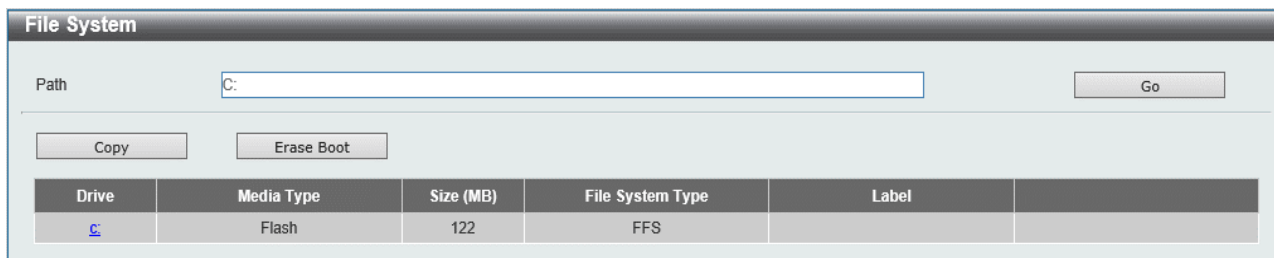 File System
Path C: Go
Copy Erase Boot
Drive Media Type Size (MB) File System Type Label
c: Flash 122 FFS